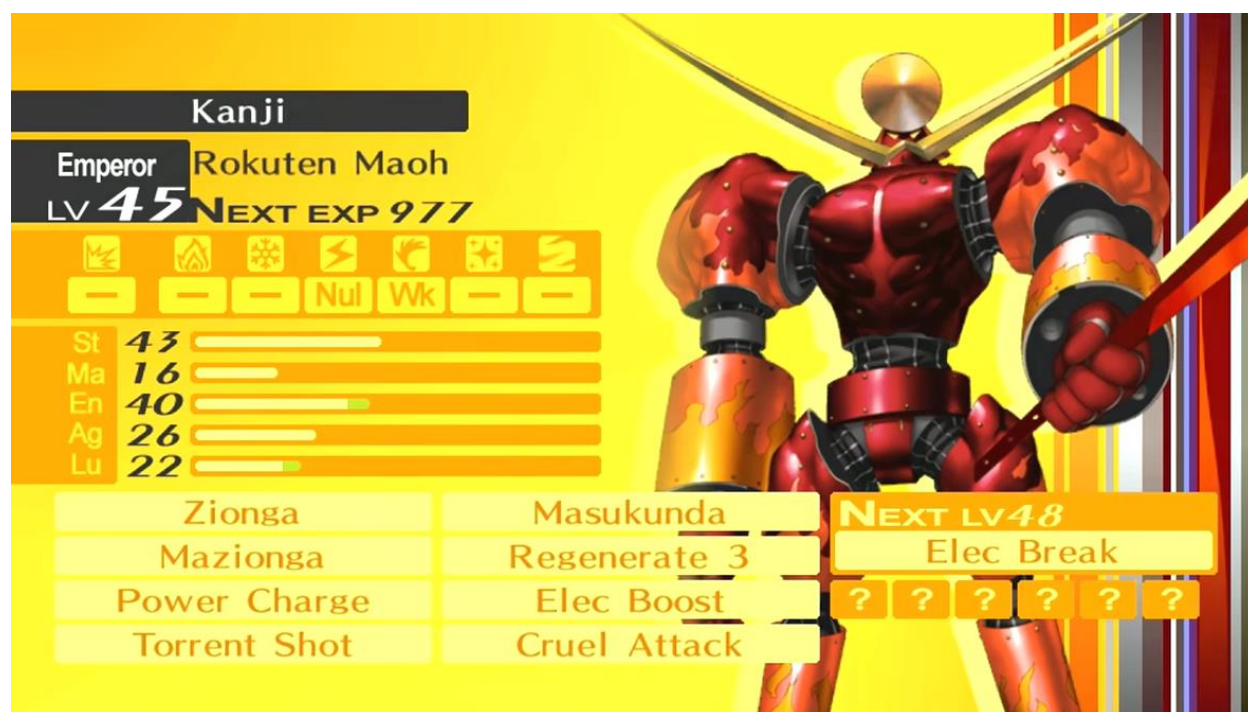 Kanji
Emperor Rokuten Maoh
LV 45 NEXT EXP 977
— — — Nul Wk — —
St 43
Ma 16
En 40
Ag 26
Lu 22
Zionga Masukunda NEXT LV48
Mazionga Regenerate 3 Elec Break
Power Charge Elec Boost ? ? ? ? ? ?
Torrent Shot Cruel Attack